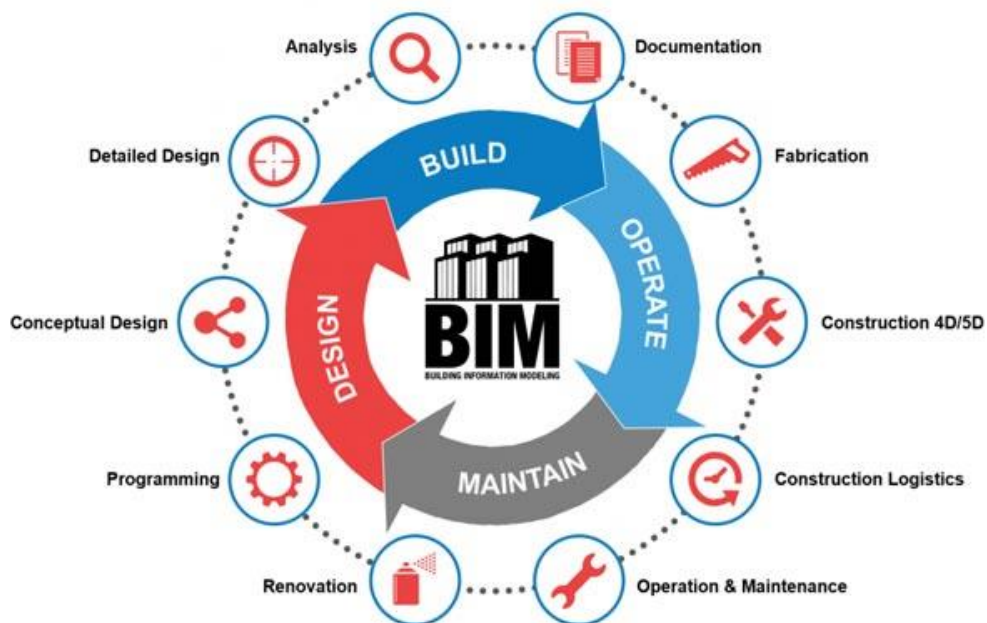 Analysis
Documentation
Detailed Design
BUILD
Fabrication
OPERATE
Conceptual Design
DESIGN
BIM
BUILDING INFORMATION MODELING
Construction 4D/5D
Programming
MAINTAIN
Construction Logistics
Renovation
Operation & Maintenance